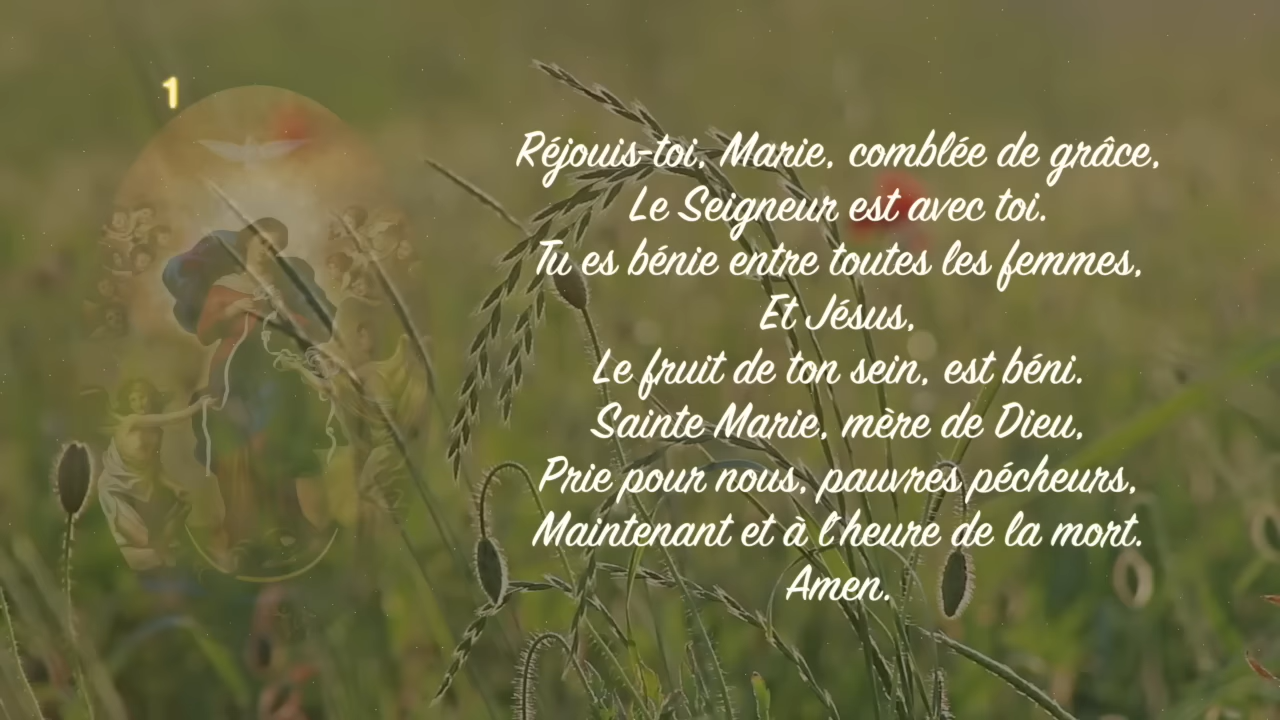 1
Réjouis-toi, Marie, comblée de grâce,
Le Seigneur est avec toi.
Tu es bénie entre toutes les femmes,
Et Jésus,
Le fruit de ton sein, est béni.
Sainte Marie, mère de Dieu,
Prie pour nous, pauvres pécheurs,
Maintenant et à l'heure de la mort.
Amen.